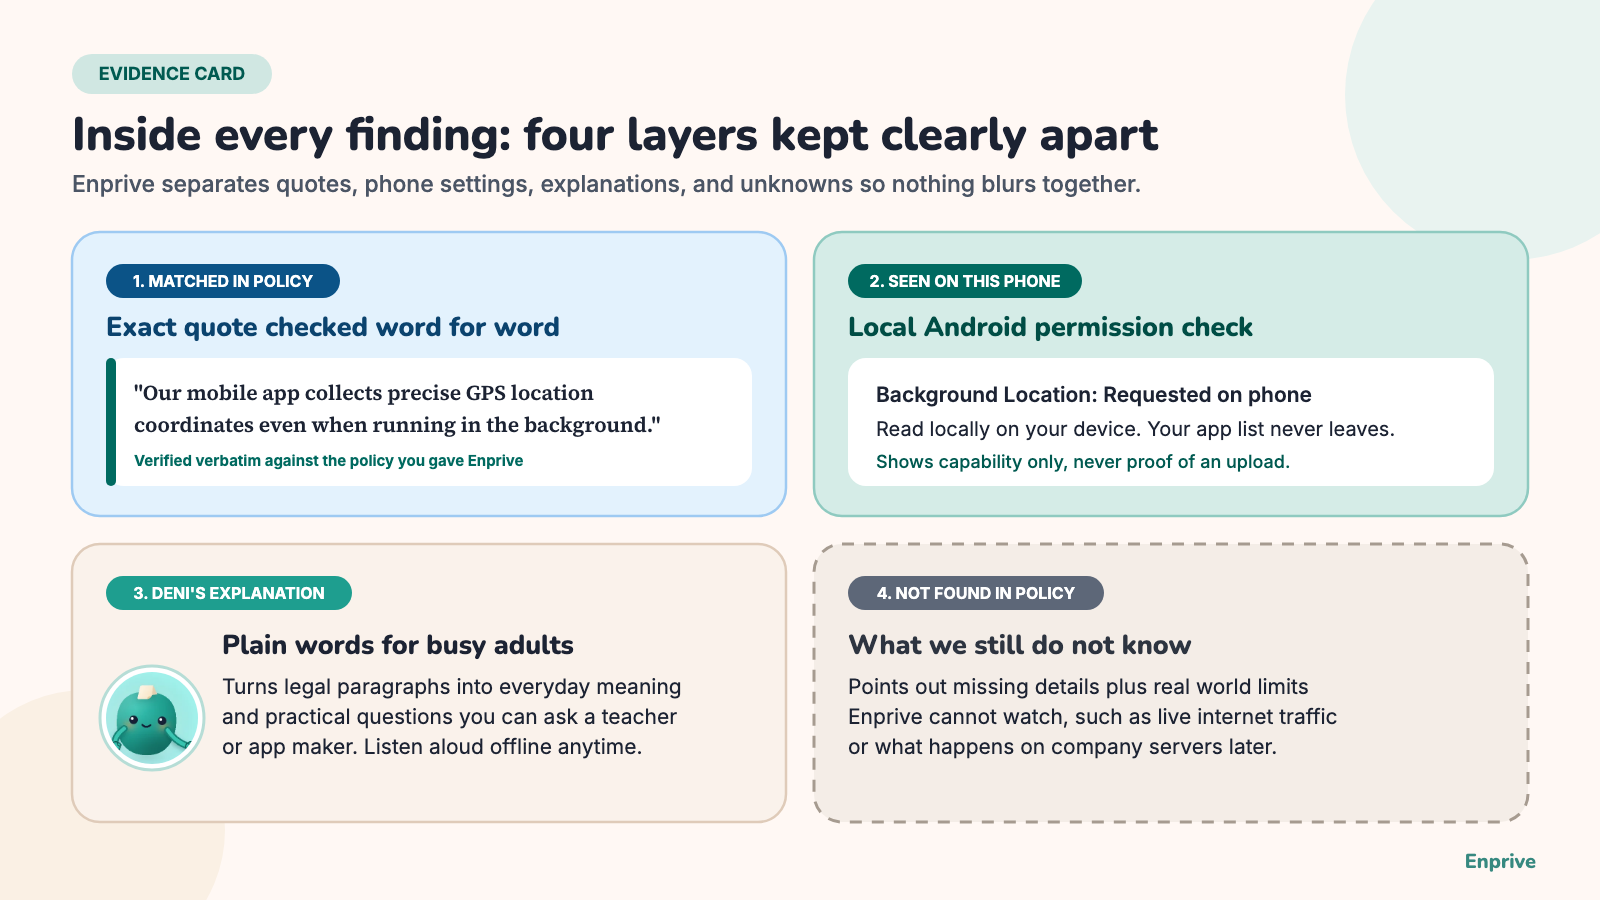 EVIDENCE CARD
Inside every finding: four layers kept clearly apart
Enprive separates quotes, phone settings, explanations, and unknowns so nothing blurs together.
1. MATCHED IN POLICY
Exact quote checked word for word
"Our mobile app collects precise GPS location
coordinates even when running in the background."
Verified verbatim against the policy you gave Enprive
2. SEEN ON THIS PHONE
Local Android permission check
Background Location: Requested on phone
Read locally on your device. Your app list never leaves.
Shows capability only, never proof of an upload.
3. DENI'S EXPLANATION
Plain words for busy adults
Turns legal paragraphs into everyday meaning
and practical questions you can ask a teacher
or app maker. Listen aloud offline anytime.
4. NOT FOUND IN POLICY
What we still do not know
Points out missing details plus real world limits
Enprive cannot watch, such as live internet traffic
or what happens on company servers later.
Enprive